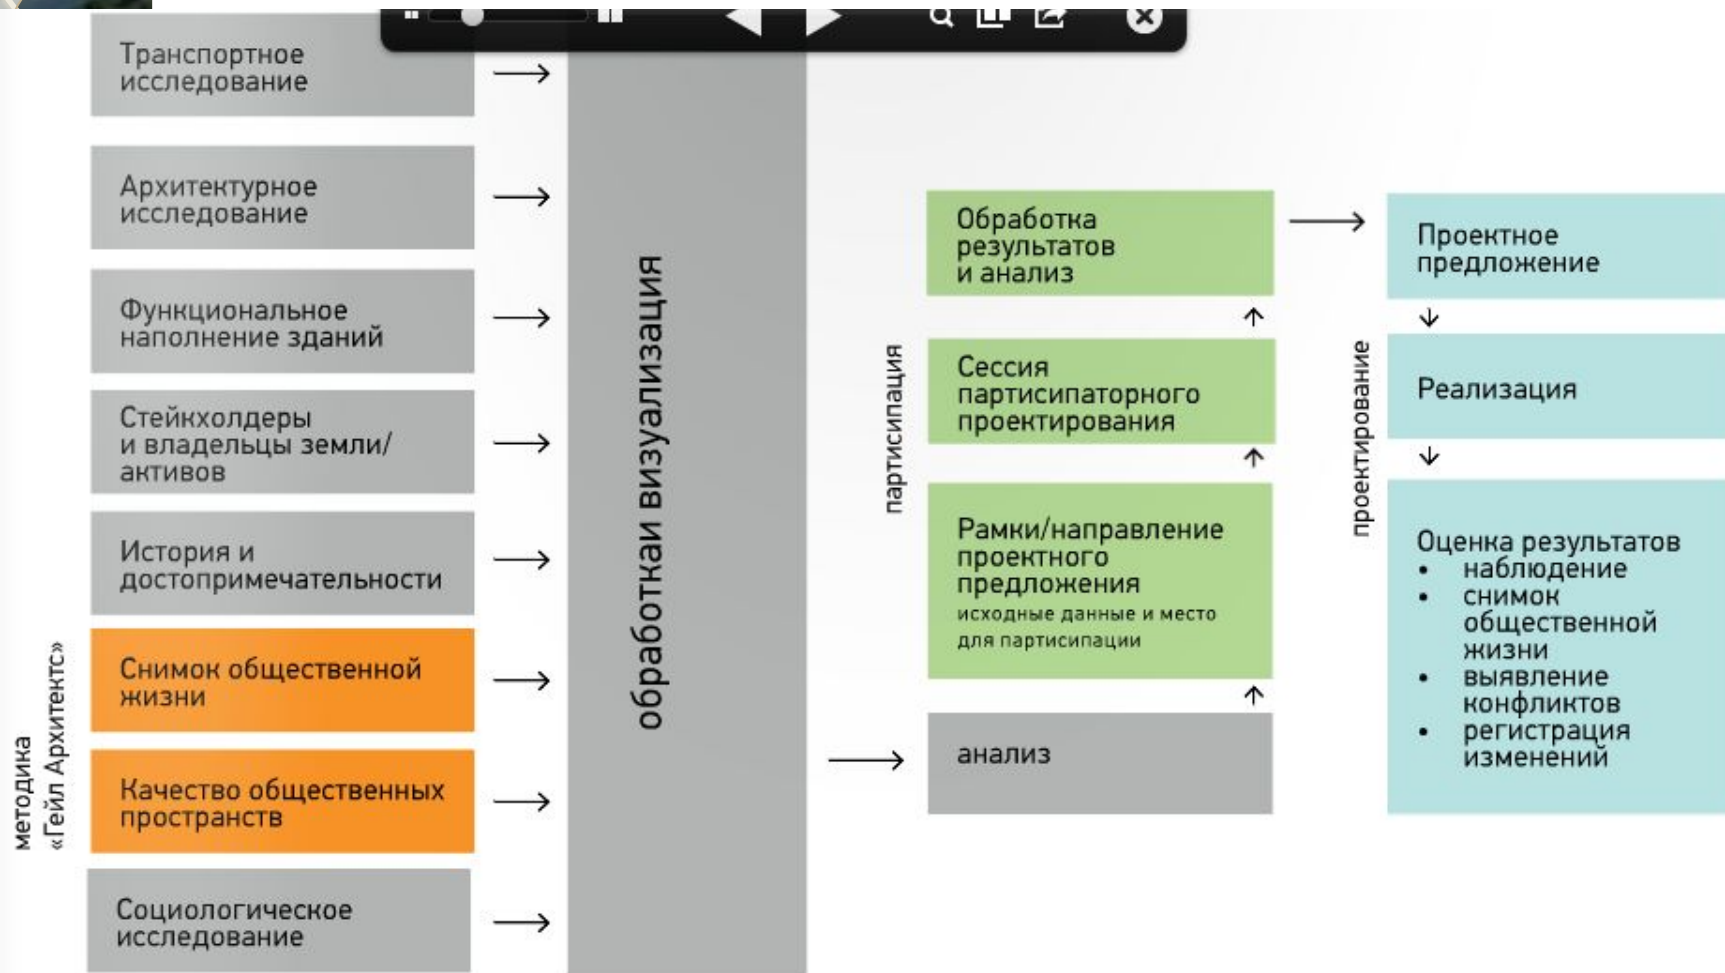 Транспортное
исследование
Архитектурное
исследование
Функциональное
наполнение зданий
Стейкхолдеры
и владельцы земли/
активов
История и
достопримечательности
методика
«Гейл Архитектс»
Снимок общественной
жизни
Качество общественных
пространств
Социологическое
исследование
обработкаи визуализация
партисипация
Обработка
результатов
и анализ
Сессия
партисипаторного
проектирования
Рамки/направление
проектного
предложения
исходные данные и место
для партисипации
анализ
проектирование
Проектное
предложение
Реализация
Оценка результатов
• наблюдение
• снимок
общественной
жизни
• выявление
конфликтов
• регистрация
изменений